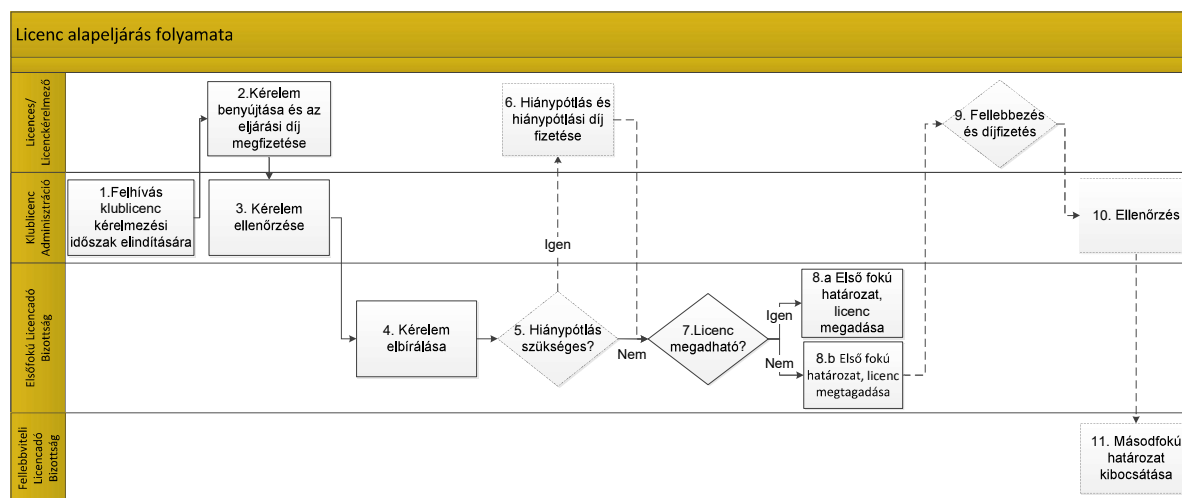 Licenc alapeljárás folyamata
Licences/
Licenckérelmező
2.Kérelem
benyújtása és az
eljárási díj
megfizetése
6. Hiánypótlás és
hiánypótlási díj
fizetése
9. Fellebbezés
és díjfizetés
Klublicenc
Adminisztráció
1.Felhívás
klublicenc
kérelmezési
időszak elindítására
3. Kérelem
ellenőrzése
Igen
10. Ellenőrzés
Elsőfokú Licencadó
Bizottság
4. Kérelem
elbírálása
5. Hiánypótlás
szükséges?
Nem
7.Licenc
megadható?
Igen
Nem
8.a Első fokú
határozat,
licenc
megadása
8.b Első fokú
határozat, licenc
megtagadása
Fellebbviteli
Licencadó
Bizottság
11. Másodfokú
határozat
kibocsátása